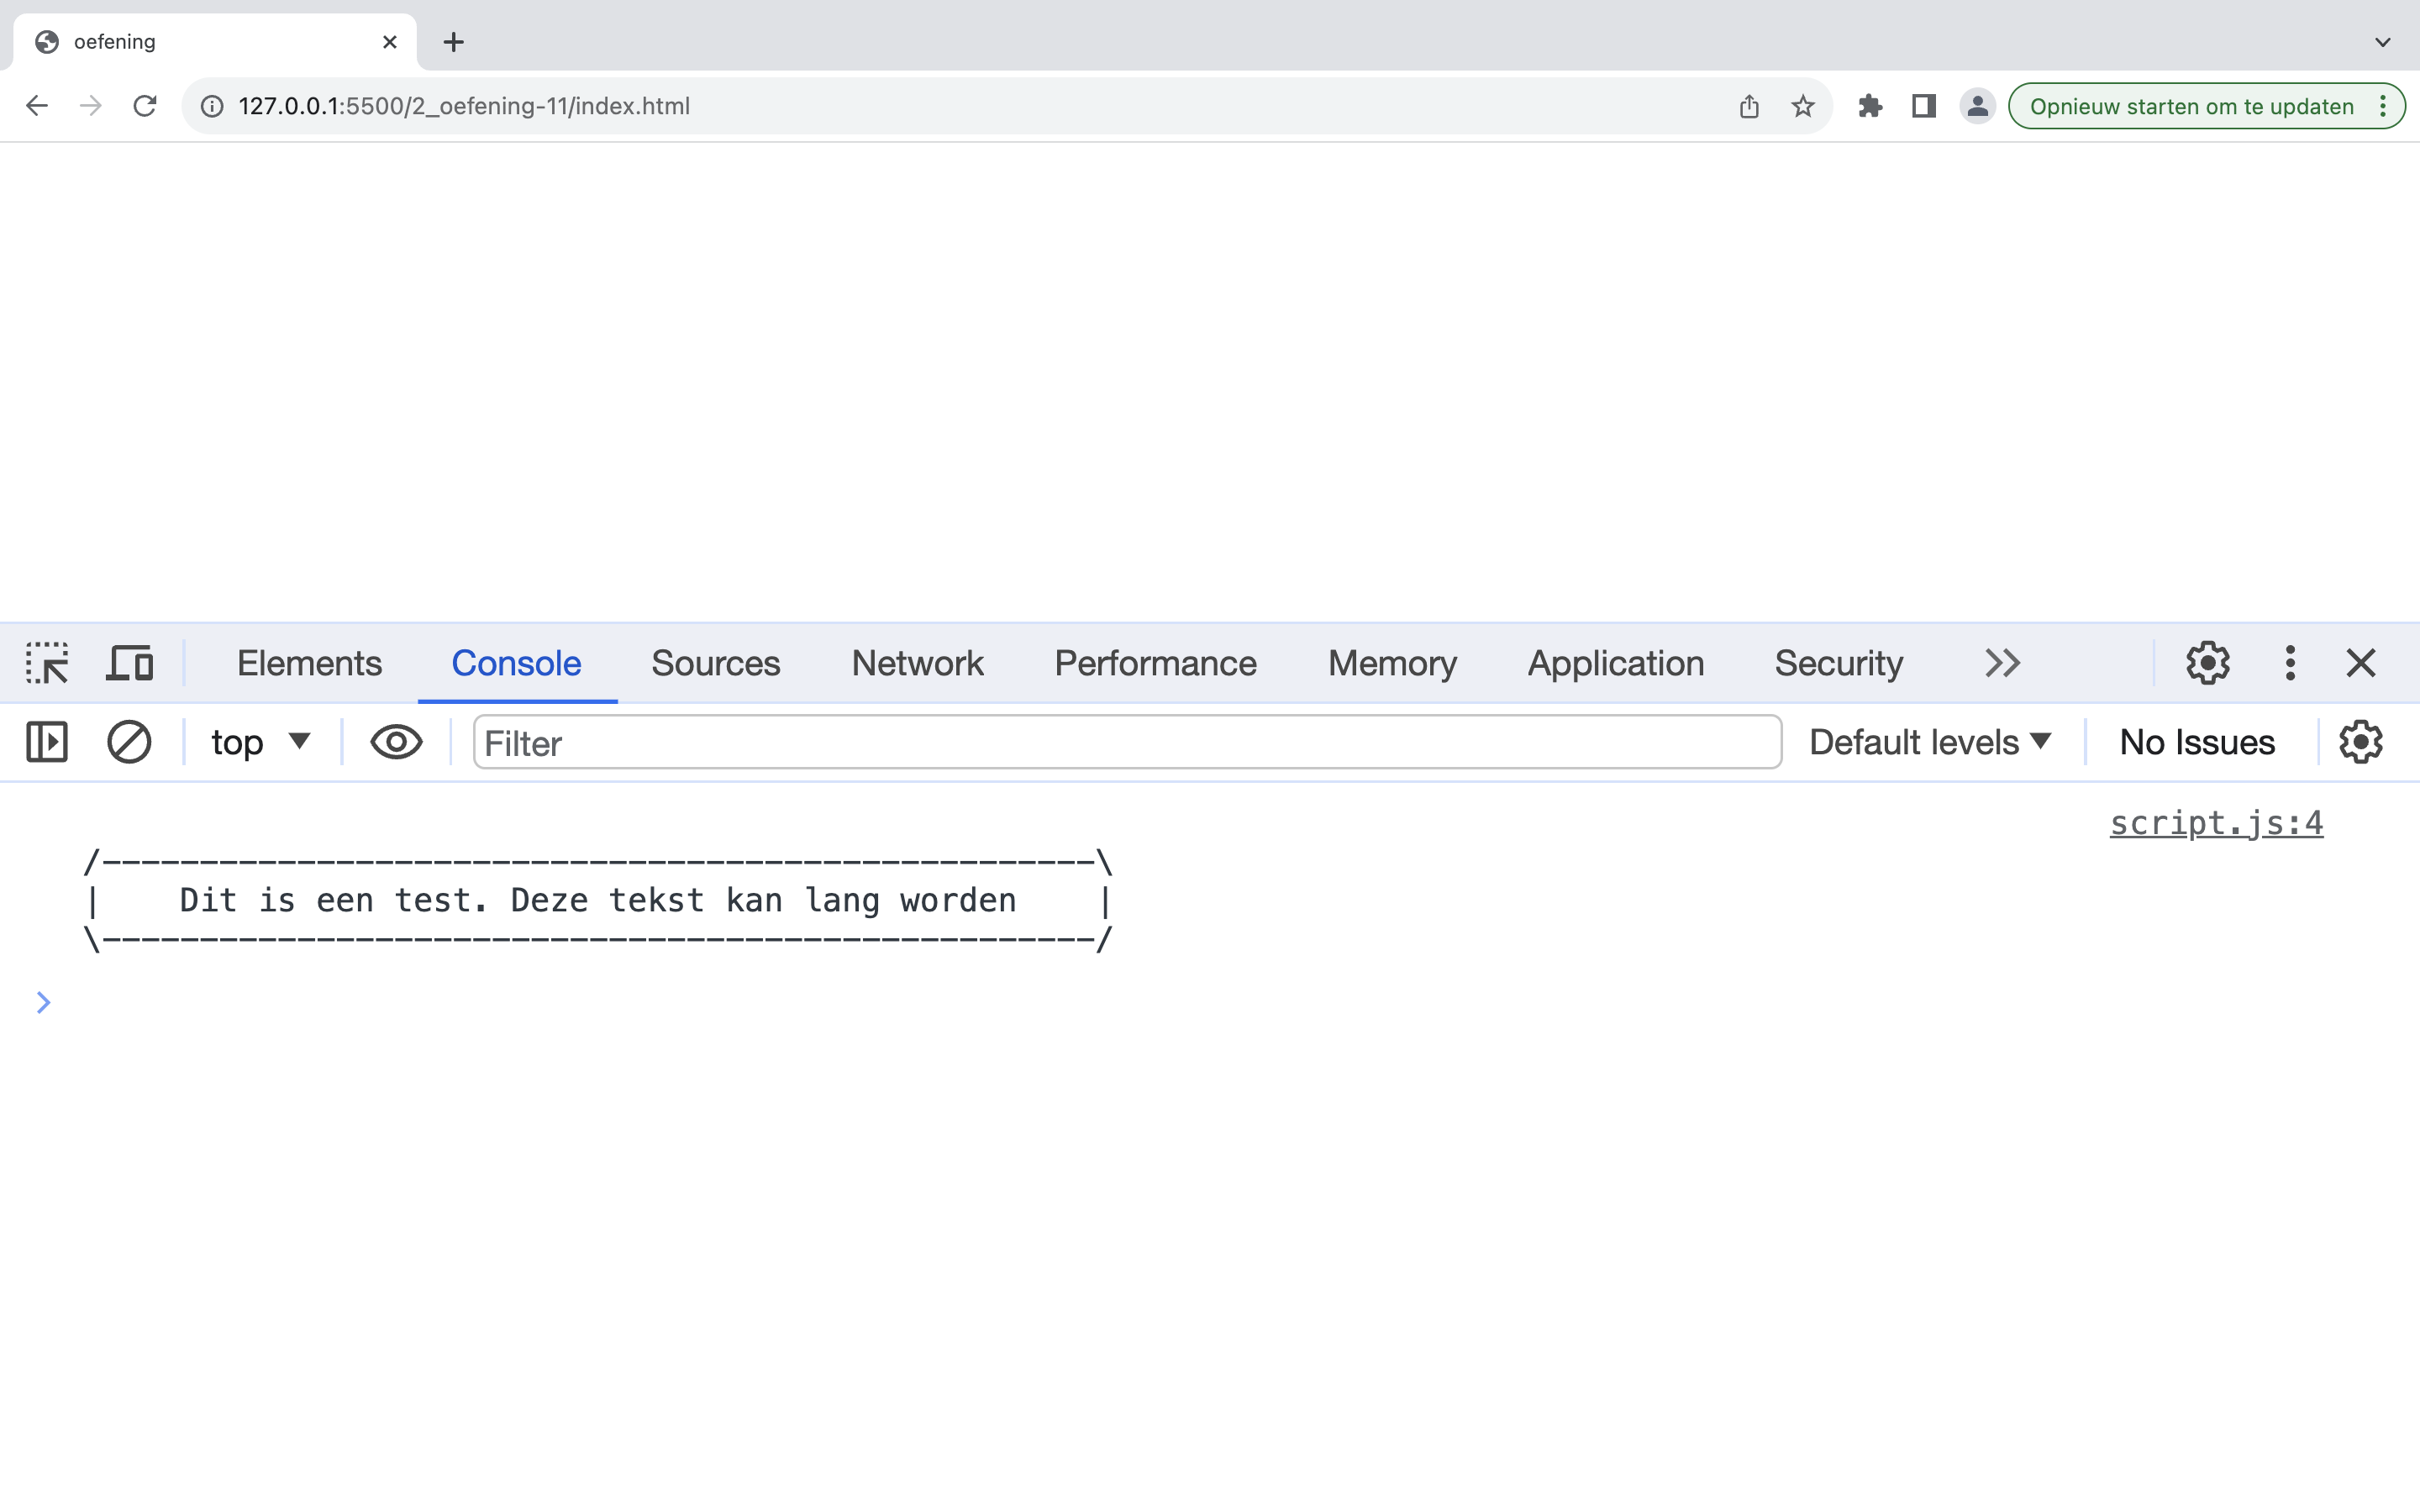 oefening
127.0.0.1:5500/2_oefening-11/index.html
Opnieuw starten om te updaten
Elements Console Sources Network Performance Memory Application Security
top Filter Default levels No Issues
script.js:4
/---------------------------------------------------\
|    Dit is een test. Deze tekst kan lang worden    |
\---------------------------------------------------/